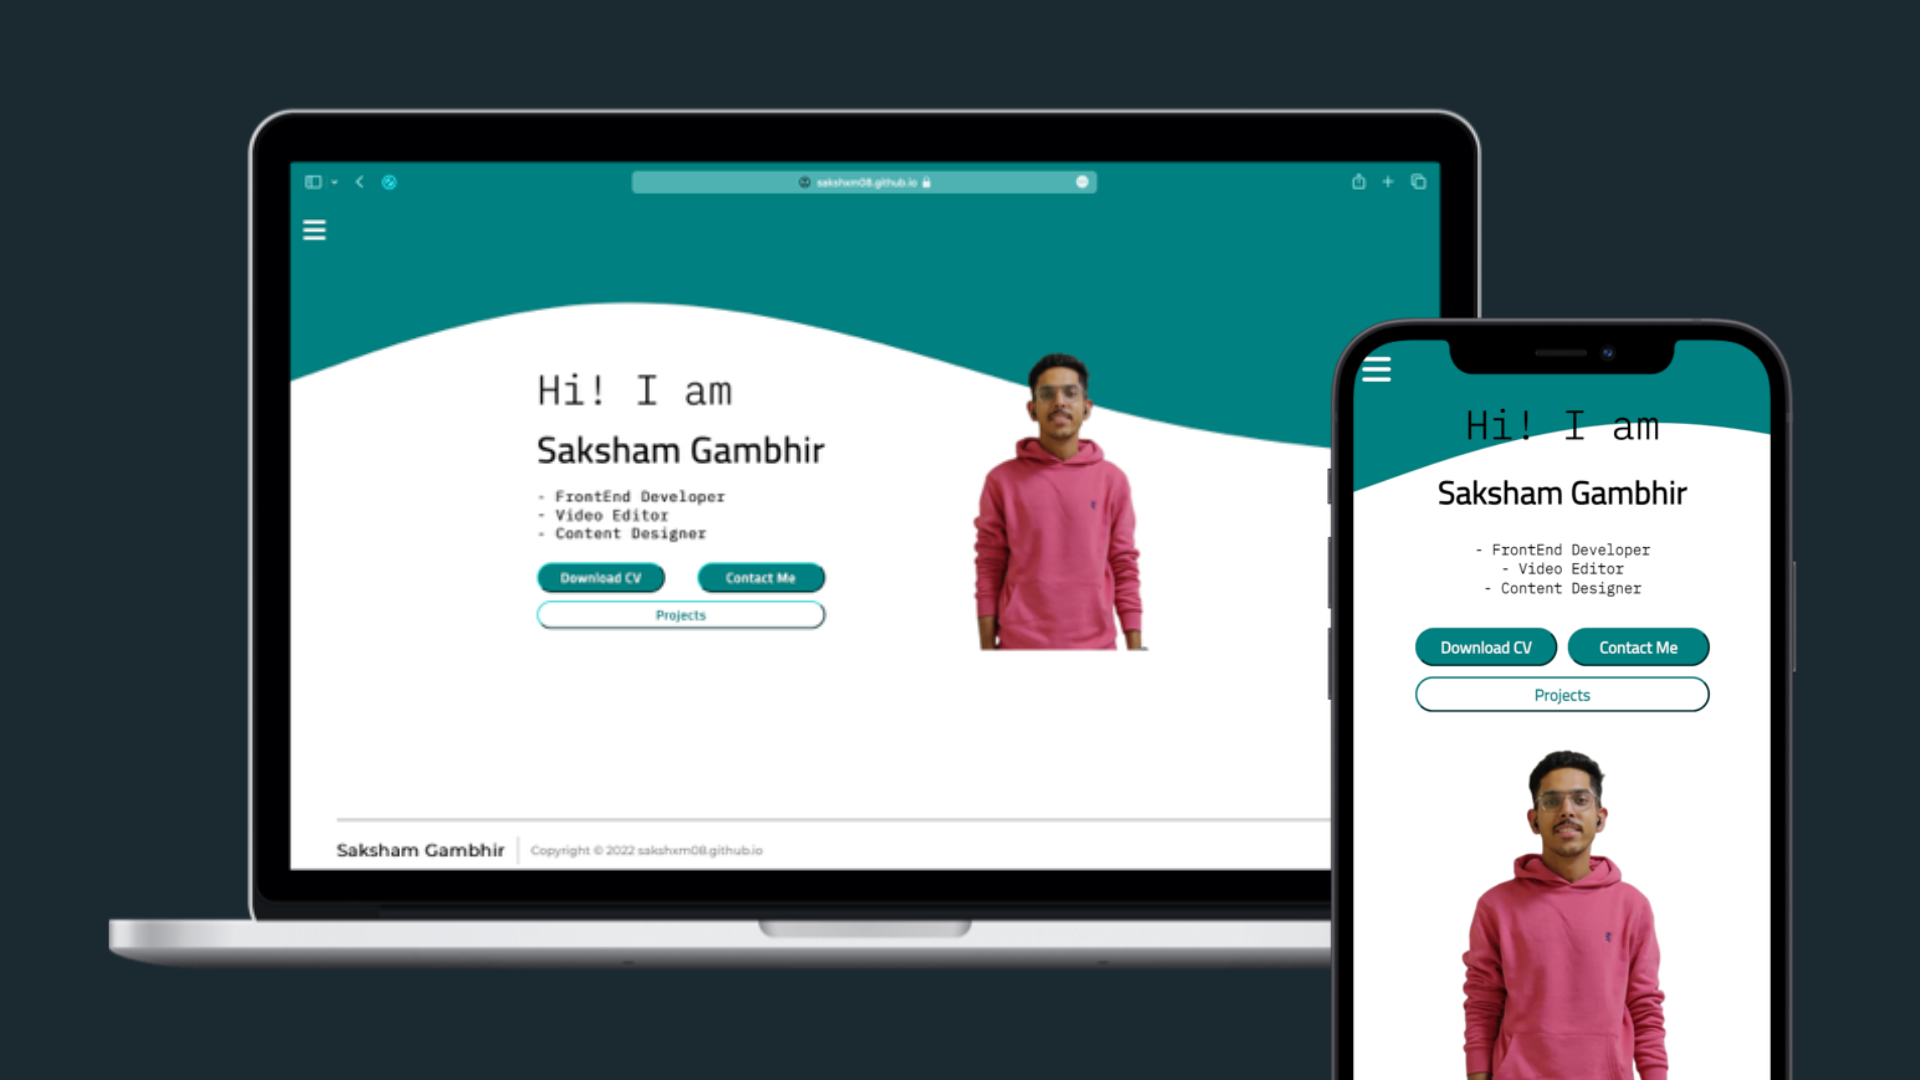 sakshxm08.github.io
Hi! I am
Saksham Gambhir
- FrontEnd Developer
- Video Editor
- Content Designer
Download CV
Contact Me
Projects
Saksham Gambhir
Copyright © 2022 sakshxm08.github.io
Hi! I am
Saksham Gambhir
- FrontEnd Developer
- Video Editor
- Content Designer
Download CV
Contact Me
Projects